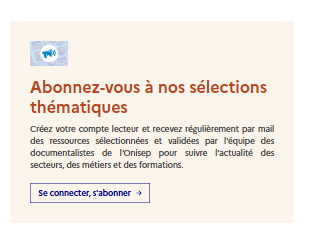 Abonnez-vous à nos sélections
thématiques
Créez votre compte lecteur et recevez régulièrement par mail
des ressources sélectionnées et validées par l'équipe des
documentalistes de l'Onisep pour suivre l'actualité des
secteurs, des métiers et des formations.
Se connecter, s'abonner →